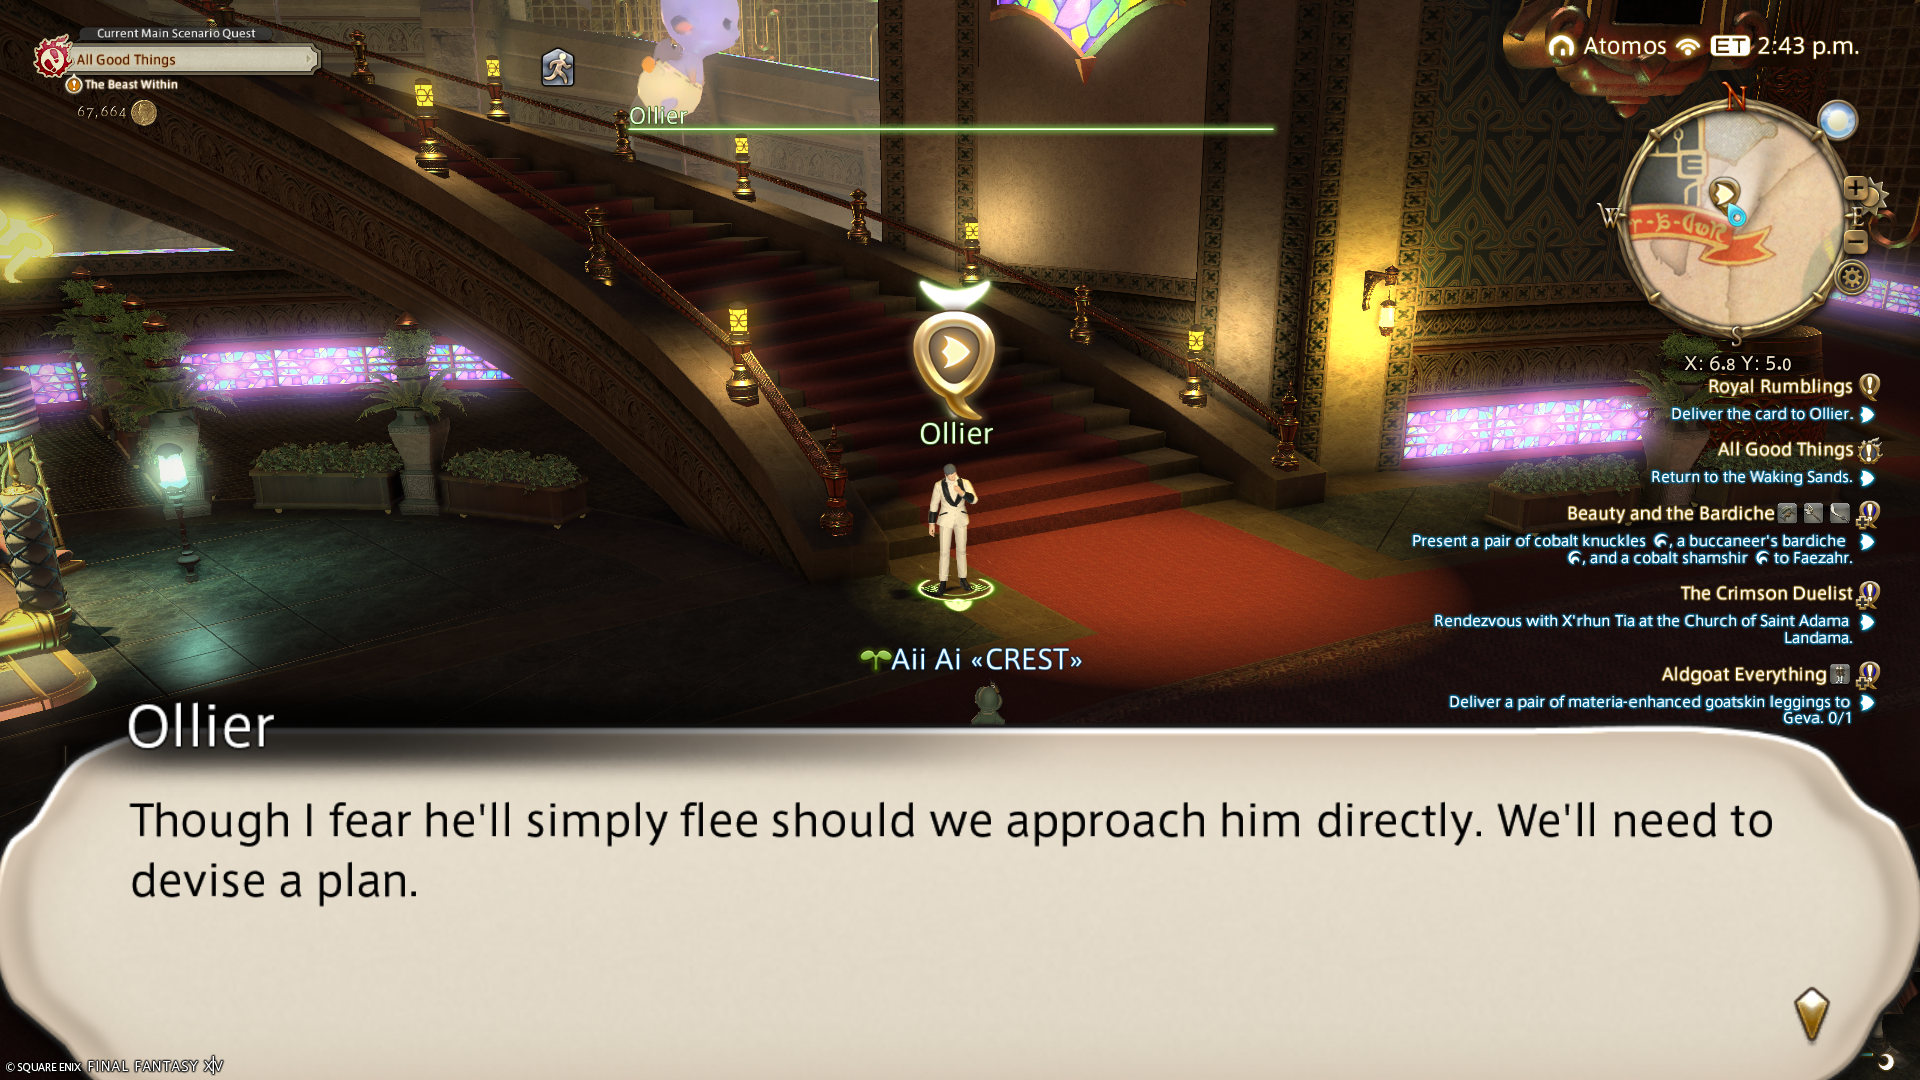 Current Main Scenario Quest
All Good Things
The Beast Within
67,664
Ollier
Atomos ET 2:43 p.m.
N
W
E
S
X: 6.8 Y: 5.0
Royal Rumblings
Deliver the card to Ollier.
All Good Things
Return to the Waking Sands.
Beauty and the Bardiche
Present a pair of cobalt knuckles , a buccaneer's bardiche
, and a cobalt shamshir to Faezahr.
The Crimson Duelist
Rendezvous with X'rhun Tia at the Church of Saint Adama
Landama.
Aldgoat Everything
Deliver a pair of materia-enhanced goatskin leggings to
Geva. 0/1
Ollier
Aii Ai «CREST»
Ollier
Though I fear he'll simply flee should we approach him directly. We'll need to
devise a plan.
© SQUARE ENIX FINAL FANTASY XIV